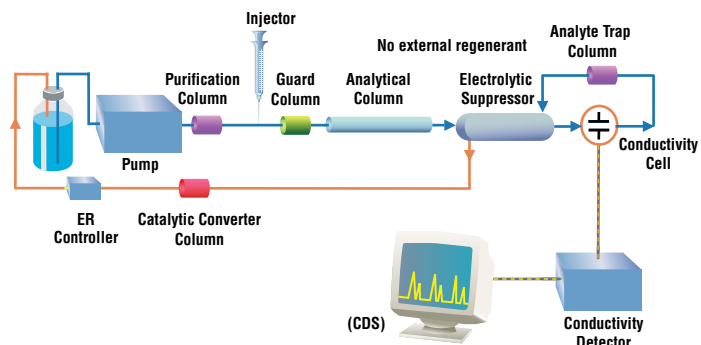 Injector
No external regenerant
Analyte Trap
Column
Purification
Column
Guard
Column
Analytical
Column
Electrolytic
Suppressor
Pump
Conductivity
Cell
ER
Controller
Catalytic Converter
Column
(CDS)
Conductivity
Detector